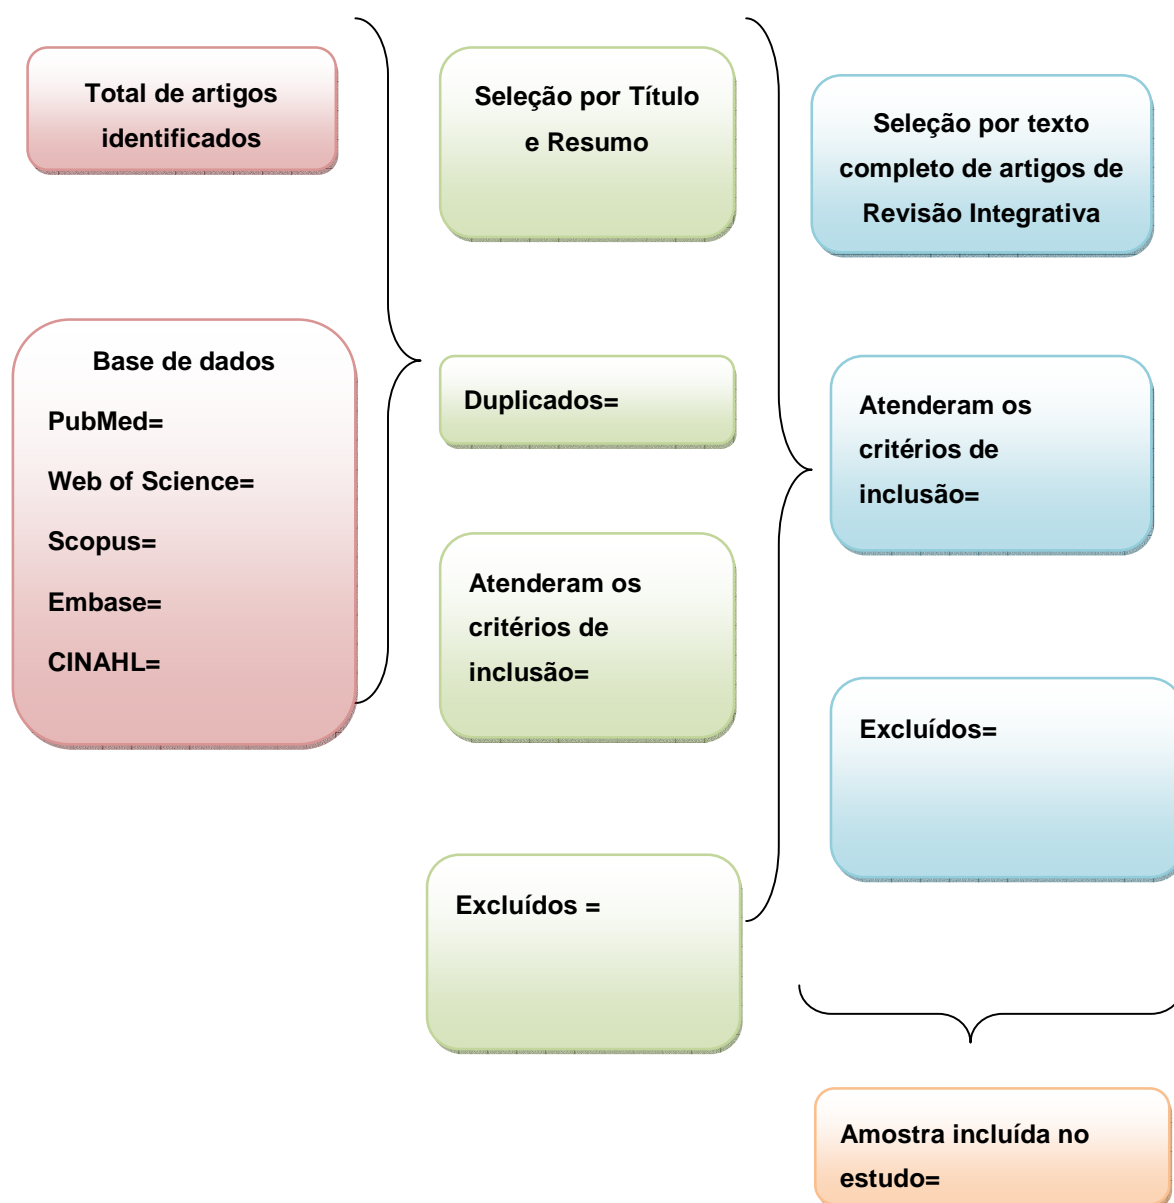 Total de artigos
identificados
Base de dados
PubMed=
Web of Science=
Scopus=
Embase=
CINAHL=
Seleção por Título
e Resumo
Duplicados=
Atenderam os
critérios de
inclusão=
Excluídos =
Seleção por texto
completo de artigos de
Revisão Integrativa
Atenderam os
critérios de
inclusão=
Excluídos=
Amostra incluída no
estudo=